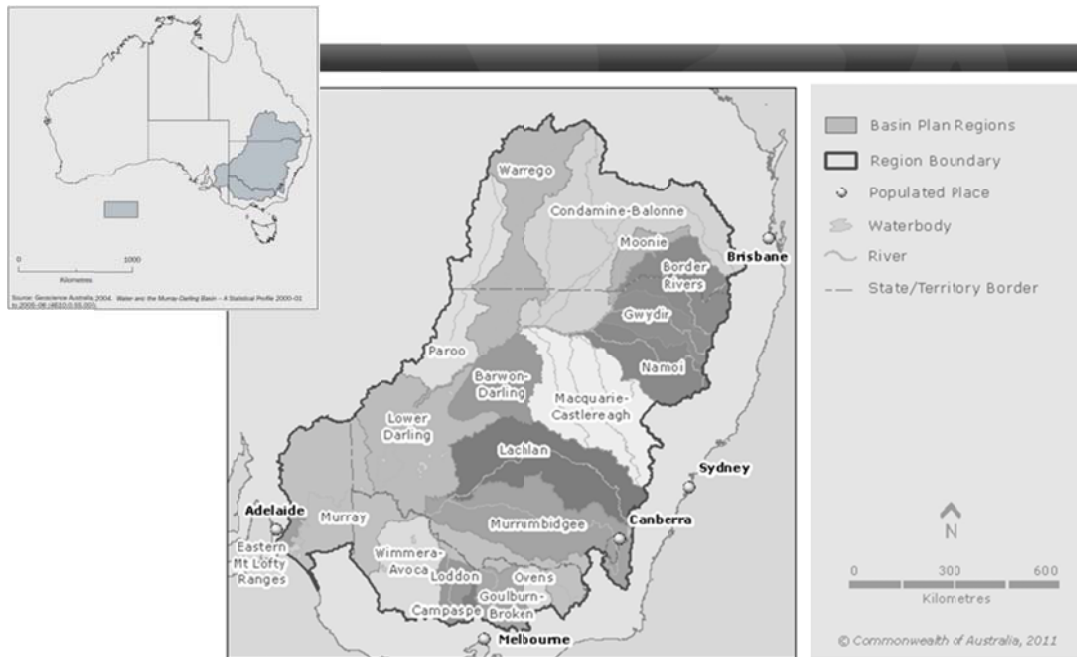 0 1000
Kilometres
Source: Geoscience Australia 2004. Water and the Murray-Darling Basin – A Statistical Profile 2000–01
to 2005–06 (4610.0.55.00).
Warrego
Condamine-Balonne
Moonie
Brisbane
Border
Rivers
Gwydir
Paroo
Namoi
Barwon-
Darling
Macquarie-
Castlereagh
Lower
Darling
Lachlan
Sydney
Adelaide
Murray
Murrumbidgee
Canberra
Eastern
Mt Lofty
Ranges
Wimmera-
Avoca
Loddon
Ovens
Goulburn-
Broken
Campaspe
Melbourne
Basin Plan Regions
Region Boundary
Populated Place
Waterbody
River
State/Territory Border
N
0 300 600
Kilometres
© Commonwealth of Australia, 2011